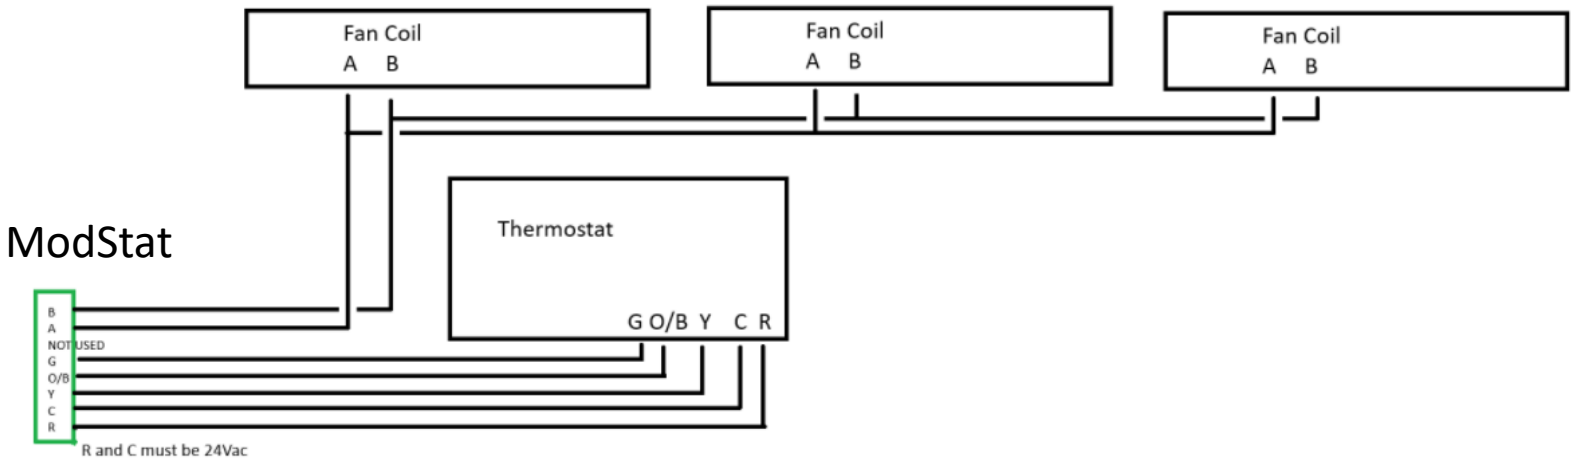 Fan Coil
A B
Fan Coil
A B
Fan Coil
A B
Thermostat
G O/B Y C R
ModStat
B
A
NOT USED
G
O/B
Y
C
R
R and C must be 24Vac